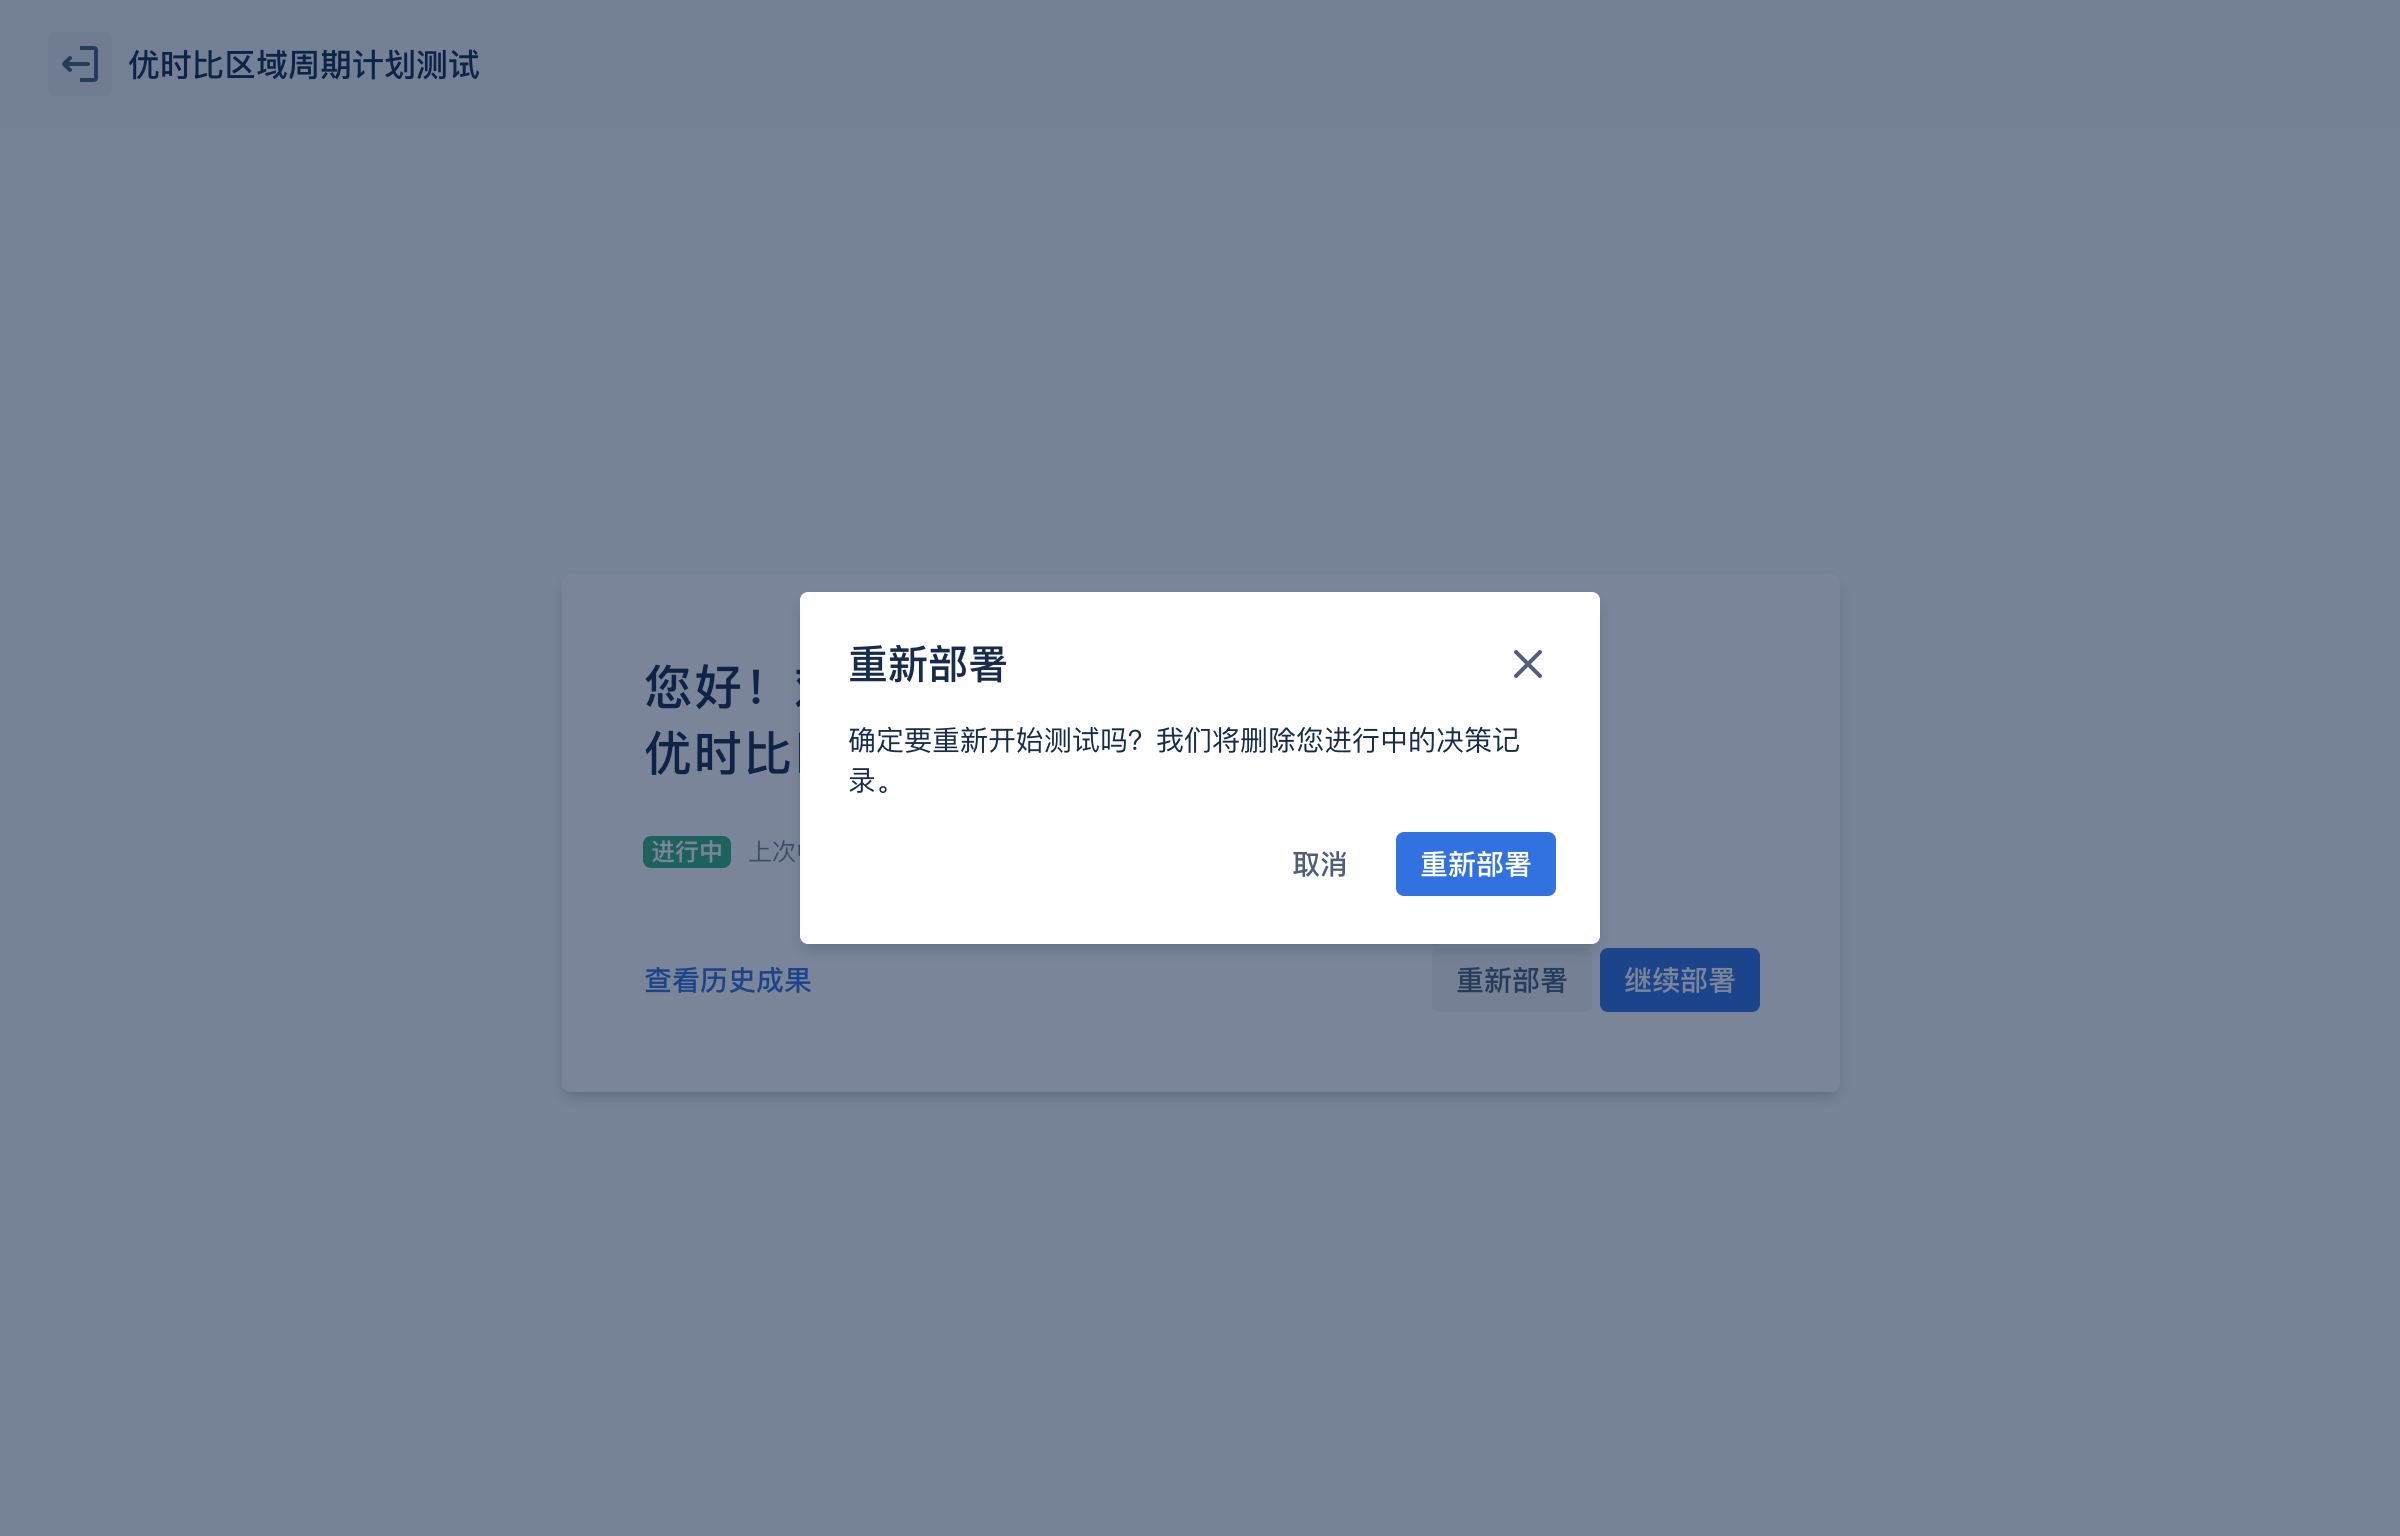 优时比区域周期计划测试
重新部署
确定要重新开始测试吗？我们将删除您进行中的决策记
录。
取消
重新部署
您好！
优时比
进行中 上次
查看历史成果
重新部署
继续部署